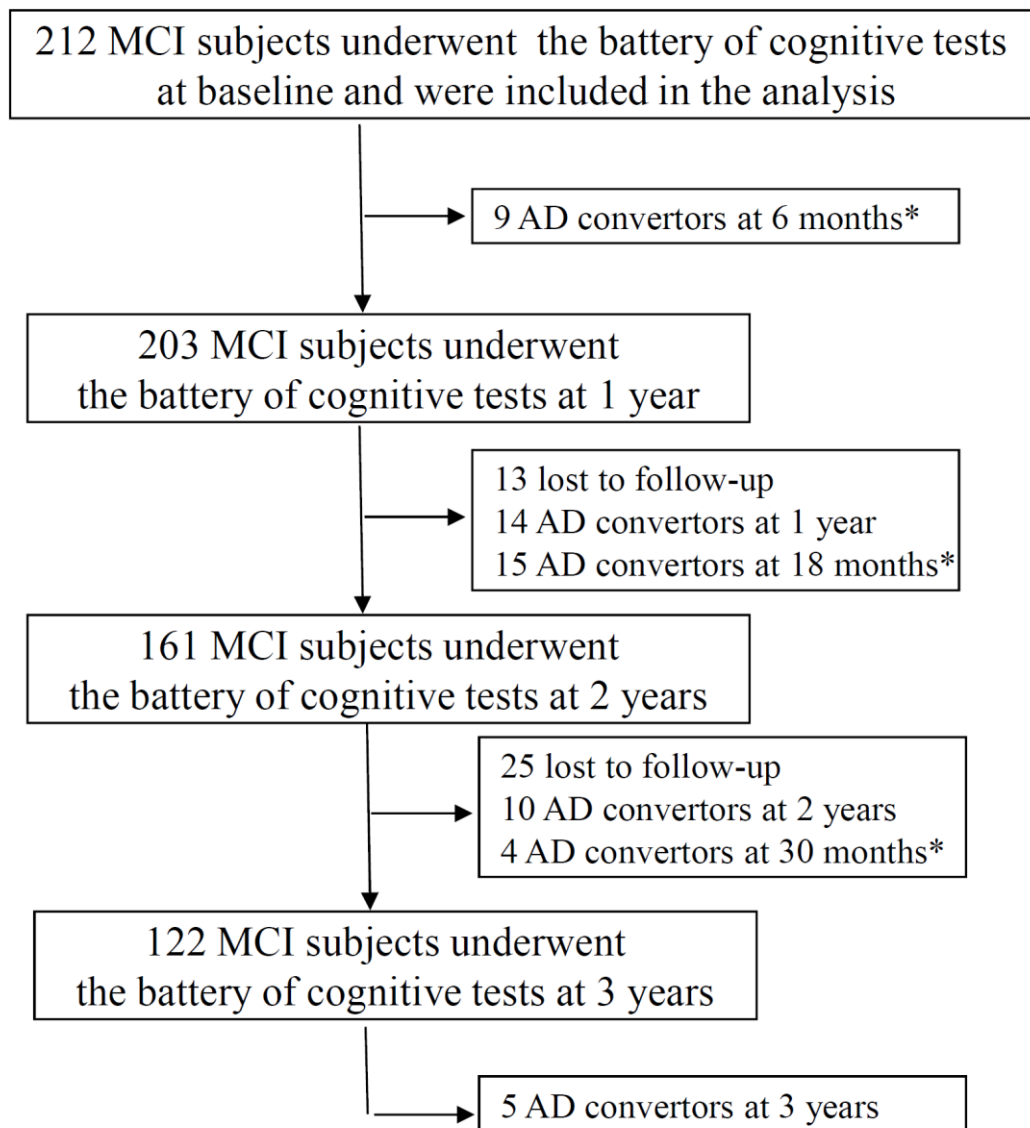 212 MCI subjects underwent the battery of cognitive tests
at baseline and were included in the analysis
9 AD convertors at 6 months*
203 MCI subjects underwent
the battery of cognitive tests at 1 year
13 lost to follow-up
14 AD convertors at 1 year
15 AD convertors at 18 months*
161 MCI subjects underwent
the battery of cognitive tests at 2 years
25 lost to follow-up
10 AD convertors at 2 years
4 AD convertors at 30 months*
122 MCI subjects underwent
the battery of cognitive tests at 3 years
5 AD convertors at 3 years